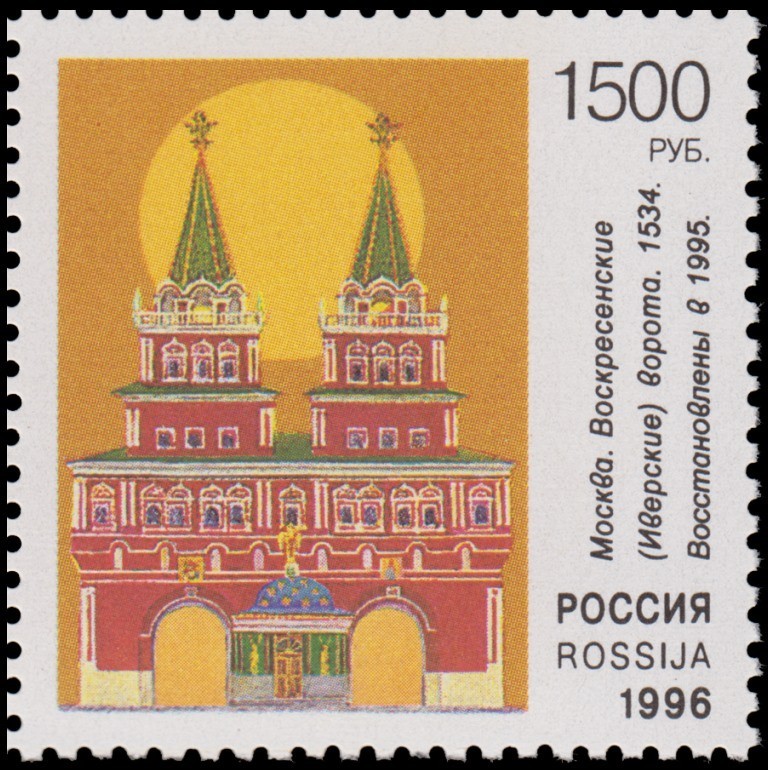 1500
РУБ.
Москва. Воскресенские
(Иверские) ворота. 1534.
Восстановлены в 1995.
РОССИЯ
ROSSIJA
1996